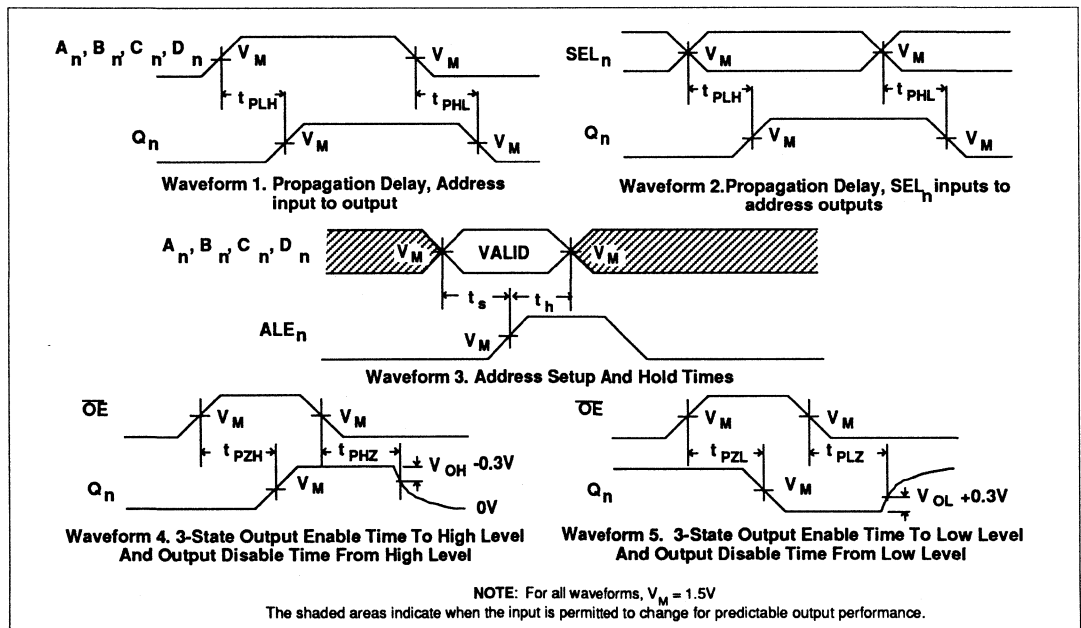 An, Bn, Cn, Dn
VM
VM
tPLH
tPHL
Qn
VM
VM
Waveform 1. Propagation Delay, Address
input to output
SELn
VM
VM
tPLH
tPHL
Qn
VM
VM
Waveform 2.Propagation Delay, SELn inputs to
address outputs
An, Bn, Cn, Dn
VM
VALID
VM
ts
th
ALEn
VM
Waveform 3. Address Setup And Hold Times
OE
VM
VM
tPZH
tPHZ
VOH -0.3V
Qn
VM
0V
Waveform 4. 3-State Output Enable Time To High Level
And Output Disable Time From High Level
OE
VM
VM
tPZL
tPLZ
Qn
VM
VOL +0.3V
Waveform 5. 3-State Output Enable Time To Low Level
And Output Disable Time From Low Level
NOTE: For all waveforms, VM = 1.5V
The shaded areas indicate when the input is permitted to change for predictable output performance.